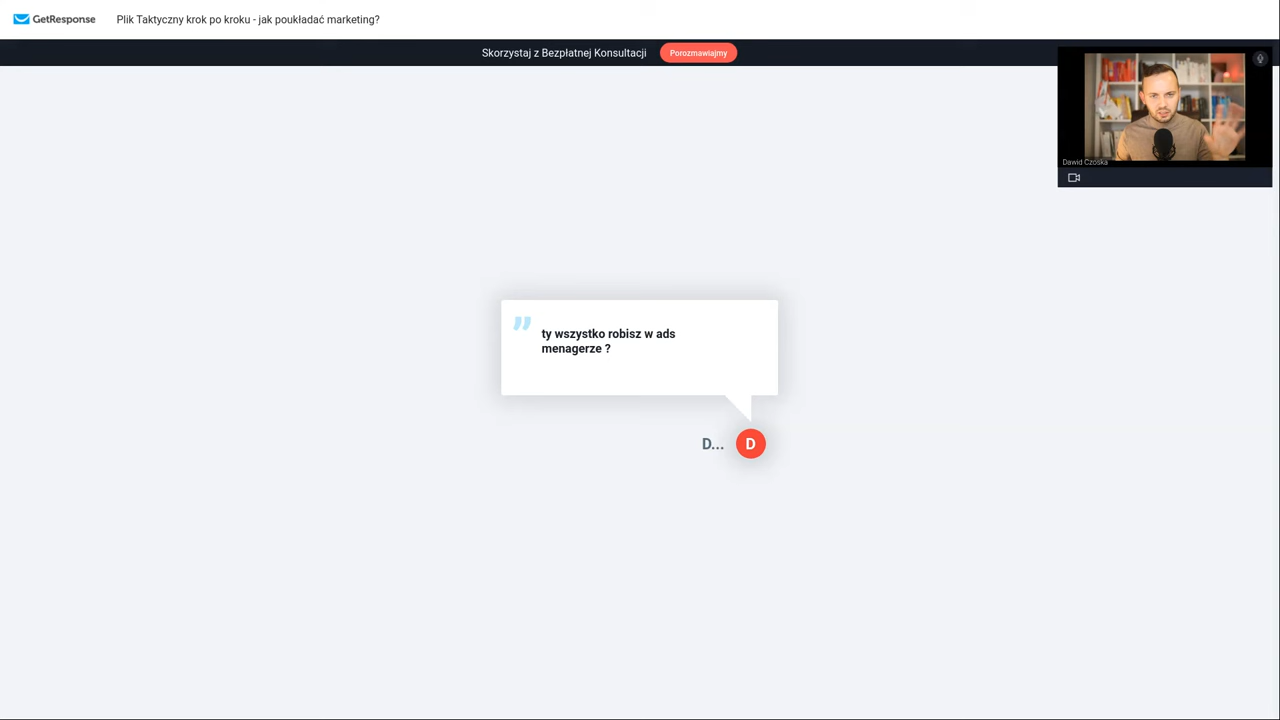 GetResponse
Plik Taktyczny krok po kroku - jak poukładać marketing?
Skorzystaj z Bezpłatnej Konsultacji
Porozmawiajmy
Dawid Czoska
ty wszystko robisz w ads
menagerze ?
D...
D